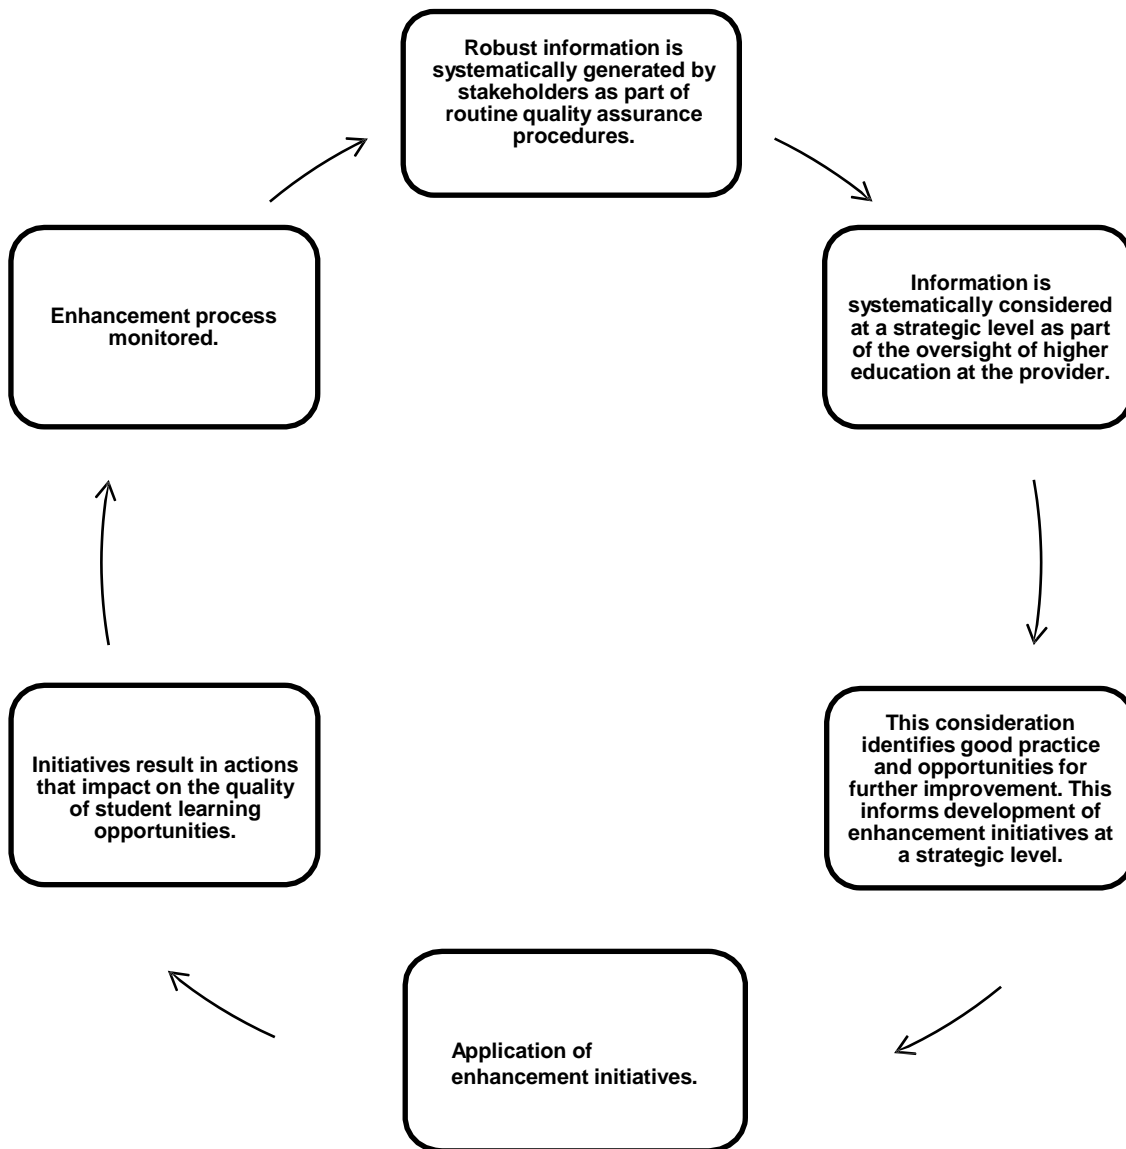 Robust information is
systematically generated by
stakeholders as part of
routine quality assurance
procedures.
Information is
systematically considered
at a strategic level as part
of the oversight of higher
education at the provider.
This consideration
identifies good practice
and opportunities for
further improvement. This
informs development of
enhancement initiatives at
a strategic level.
Application of
enhancement initiatives.
Initiatives result in actions
that impact on the quality
of student learning
opportunities.
Enhancement process
monitored.